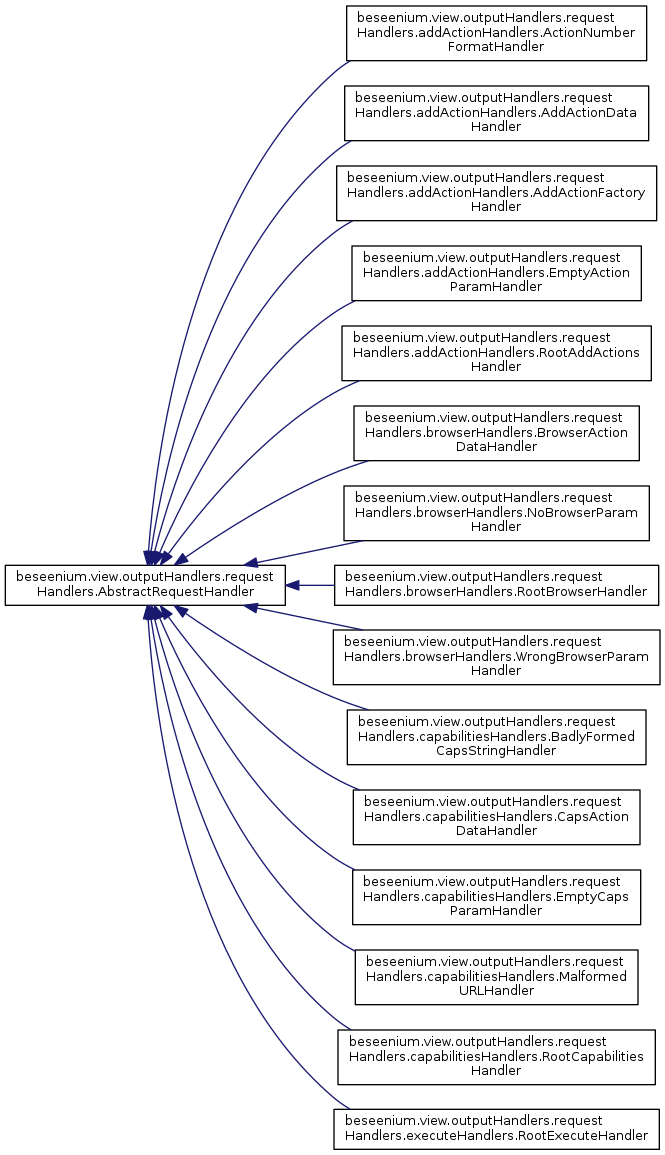 beseenium.view.outputHandlers.request
Handlers.addActionHandlers.ActionNumber
FormatHandler
beseenium.view.outputHandlers.request
Handlers.addActionHandlers.AddActionData
Handler
beseenium.view.outputHandlers.request
Handlers.addActionHandlers.AddActionFactory
Handler
beseenium.view.outputHandlers.request
Handlers.addActionHandlers.EmptyAction
ParamHandler
beseenium.view.outputHandlers.request
Handlers.addActionHandlers.RootAddActions
Handler
beseenium.view.outputHandlers.request
Handlers.browserHandlers.BrowserAction
DataHandler
beseenium.view.outputHandlers.request
Handlers.browserHandlers.NoBrowserParam
Handler
beseenium.view.outputHandlers.request
Handlers.AbstractRequestHandler
beseenium.view.outputHandlers.request
Handlers.browserHandlers.RootBrowserHandler
beseenium.view.outputHandlers.request
Handlers.browserHandlers.WrongBrowserParam
Handler
beseenium.view.outputHandlers.request
Handlers.capabilitiesHandlers.BadlyFormed
CapsStringHandler
beseenium.view.outputHandlers.request
Handlers.capabilitiesHandlers.CapsAction
DataHandler
beseenium.view.outputHandlers.request
Handlers.capabilitiesHandlers.EmptyCaps
ParamHandler
beseenium.view.outputHandlers.request
Handlers.capabilitiesHandlers.Malformed
URLHandler
beseenium.view.outputHandlers.request
Handlers.capabilitiesHandlers.RootCapabilities
Handler
beseenium.view.outputHandlers.request
Handlers.executeHandlers.RootExecuteHandler